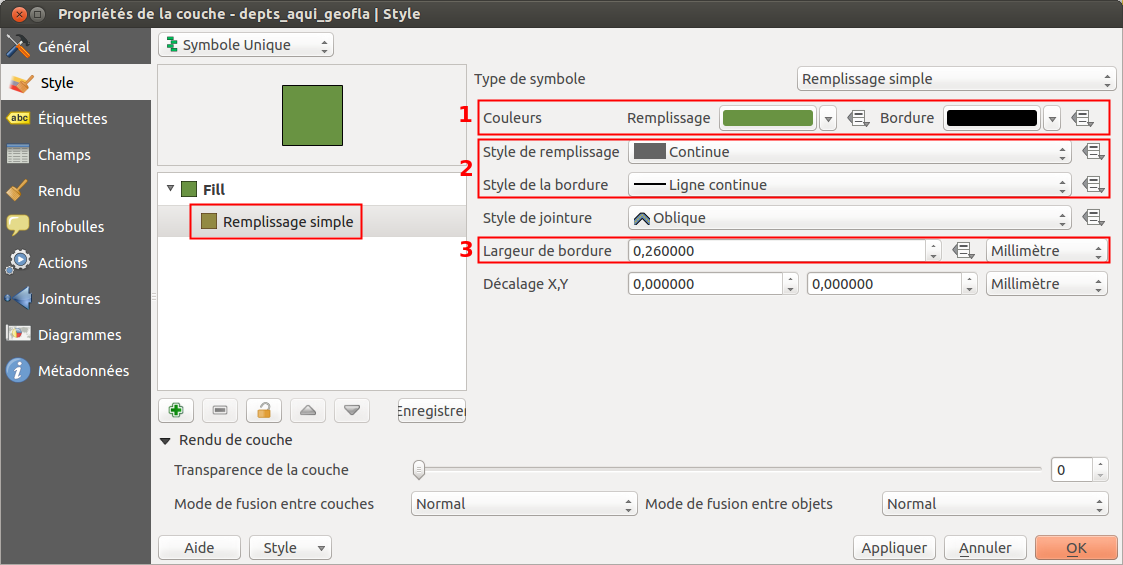 Propriétés de la couche - depts_aqui_geofla | Style
Général
Style
Étiquettes
Champs
Rendu
Infobulles
Actions
Jointures
Diagrammes
Métadonnées
Symbole Unique
Fill
Remplissage simple
Enregistrer
Type de symbole Remplissage simple
1 Couleurs Remplissage Bordure
2
Style de remplissage Continue
Style de la bordure Ligne continue
Style de jointure Oblique
3 Largeur de bordure 0,260000 Millimètre
Décalage X,Y 0,000000 0,000000 Millimètre
Rendu de couche
Transparence de la couche 0
Mode de fusion entre couches Normal Mode de fusion entre objets Normal
Aide Style Appliquer Annuler OK
abc